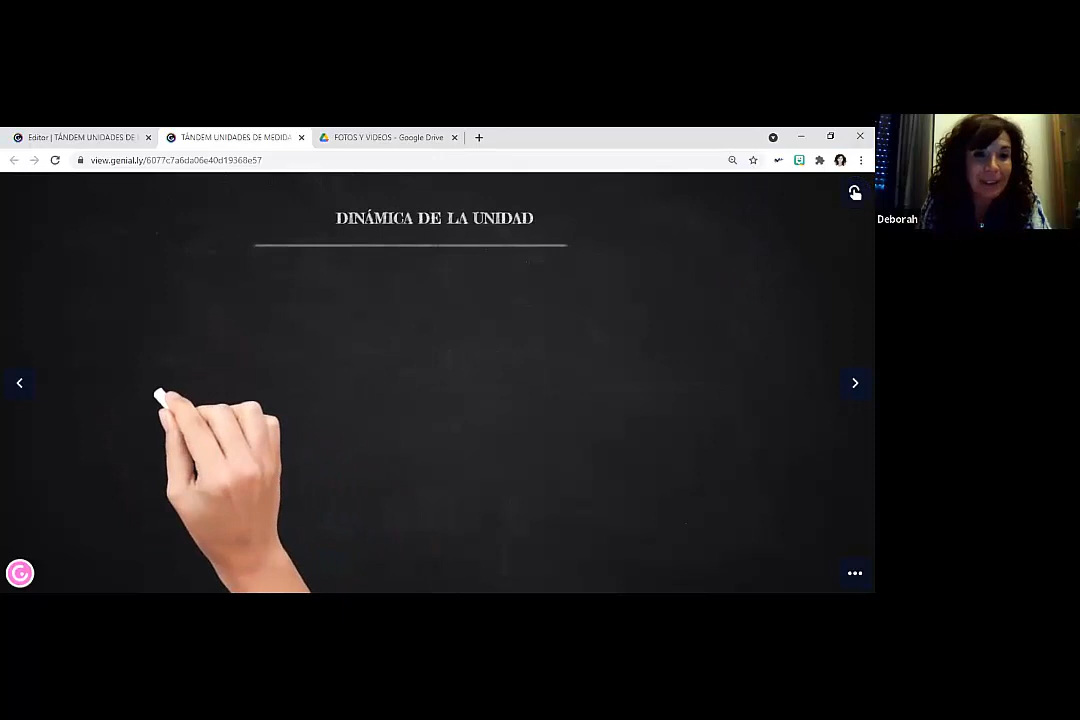 Editor | TÁNDEM UNIDADES DE
TÁNDEM UNIDADES DE MEDIDA
FOTOS Y VIDEOS - Google Drive
view.genial.ly/6077c7a6da06e40d19368e57
DINÁMICA DE LA UNIDAD
Deborah